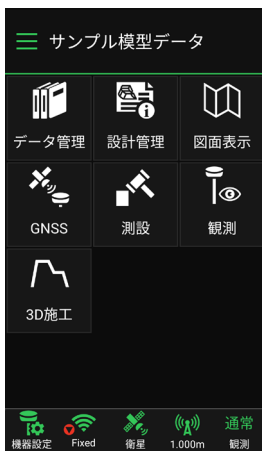 サンプル模型データ
データ管理 設計管理 図面表示
GNSS 測設 観測
3D施工
通常
機器設定 Fixed 衛星 1.000m 観測